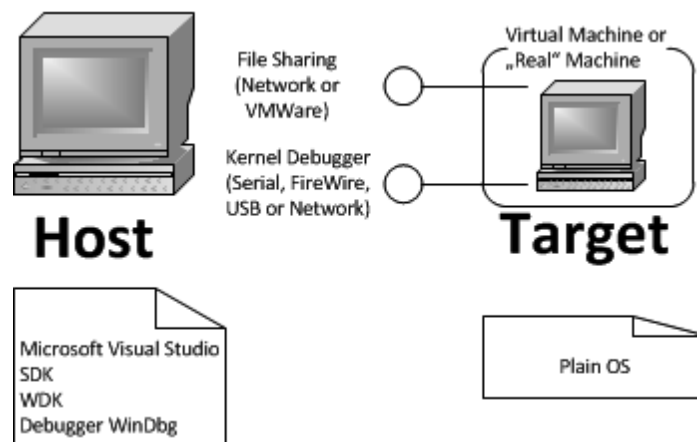 File Sharing
(Network or
VMWare)
Kernel Debugger
(Serial, FireWire,
USB or Network)
Virtual Machine or
„Real“ Machine
Host
Target
Microsoft Visual Studio
SDK
WDK
Debugger WinDbg
Plain OS